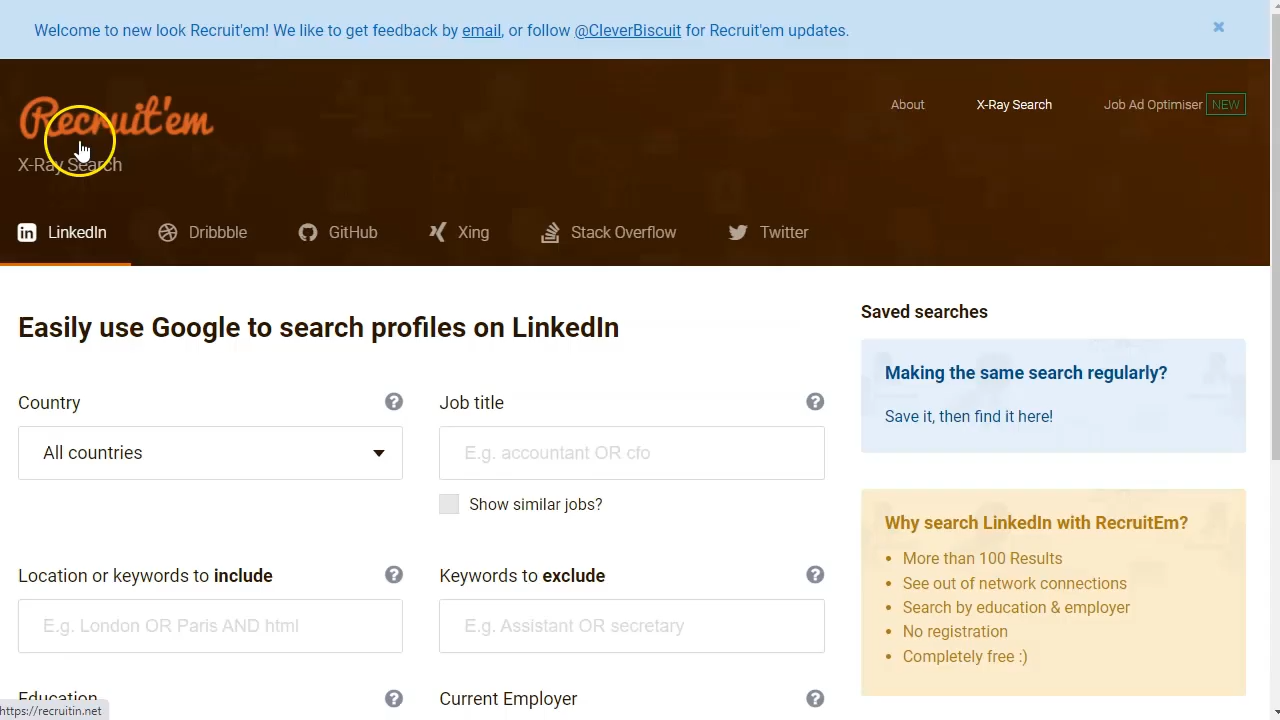 Welcome to new look Recruit'em! We like to get feedback by email, or follow @CleverBiscuit for Recruit'em updates.
×
Recruit'em
X-Ray Search
About
X-Ray Search
Job Ad Optimiser NEW
in LinkedIn
Dribbble
GitHub
Xing
Stack Overflow
Twitter
Easily use Google to search profiles on LinkedIn
Country ?
All countries
Job title ?
E.g. accountant OR cfo
Show similar jobs?
Location or keywords to include ?
E.g. London OR Paris AND html
Keywords to exclude ?
E.g. Assistant OR secretary
Education ?
Current Employer ?
Saved searches
Making the same search regularly?
Save it, then find it here!
Why search LinkedIn with RecruitEm?
• More than 100 Results
• See out of network connections
• Search by education & employer
• No registration
• Completely free :)
https://recruitin.net